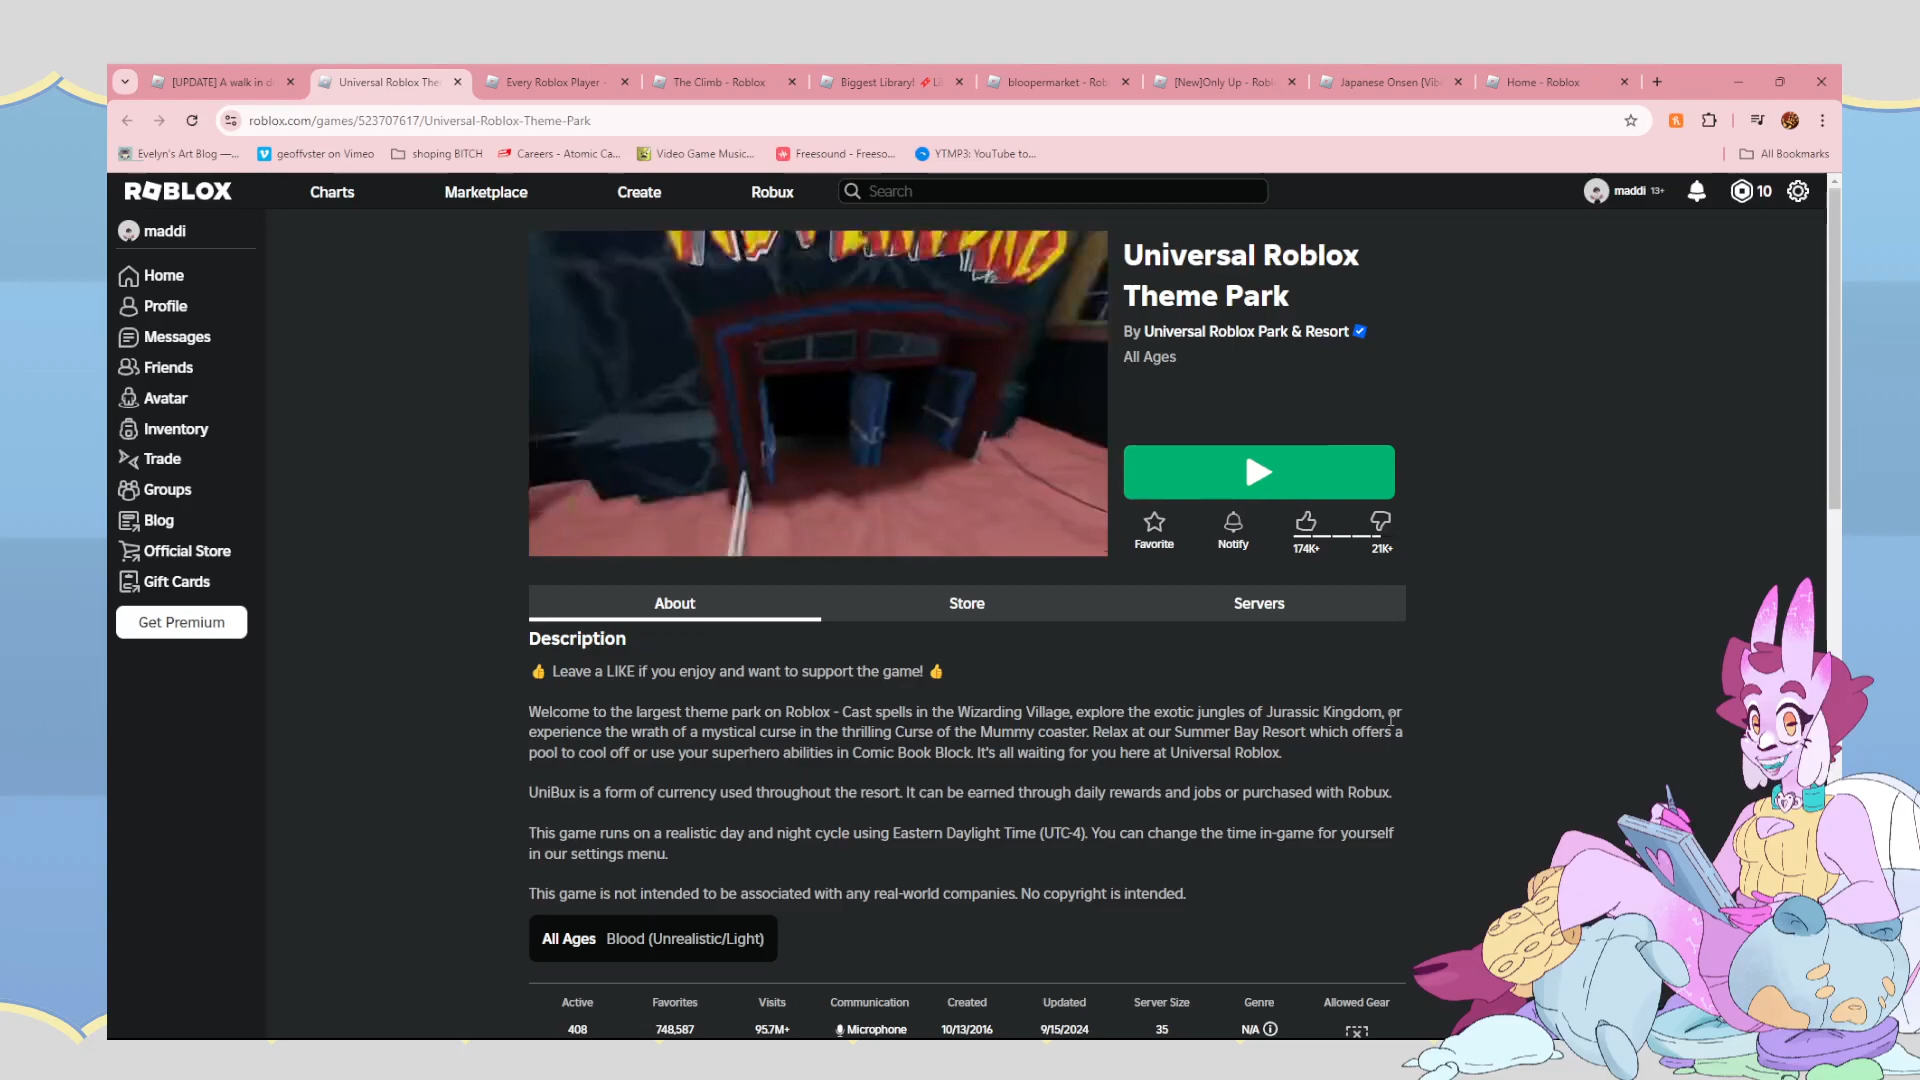 [UPDATE] A walk in d
Universal Roblox The
Every Roblox Player -
The Climb - Roblox
Biggest Library! 🚀 Li
bloopermarket - Rob
[New]Only Up - Robl
Japanese Onsen [Vib
Home - Roblox
roblox.com/games/523707617/Universal-Roblox-Theme-Park
Evelyn's Art Blog —...
geoffvster on Vimeo
shoping BITCH
Careers - Atomic Ca...
Video Game Music...
Freesound - Freeso...
YTMP3: YouTube to...
All Bookmarks
ROBLOX
Charts
Marketplace
Create
Robux
Search
maddi 13+
10
maddi
Home
Profile
Messages
Friends
Avatar
Inventory
Trade
Groups
Blog
Official Store
Gift Cards
Get Premium
Universal Roblox
Theme Park
By Universal Roblox Park & Resort
All Ages
Favorite
Notify
174K+
21K+
About
Store
Servers
Description
👍 Leave a LIKE if you enjoy and want to support the game! 👍
Welcome to the largest theme park on Roblox - Cast spells in the Wizarding Village, explore the exotic jungles of Jurassic Kingdom, or
experience the wrath of a mystical curse in the thrilling Curse of the Mummy coaster. Relax at our Summer Bay Resort which offers a
pool to cool off or use your superhero abilities in Comic Book Block. It's all waiting for you here at Universal Roblox.
UniBux is a form of currency used throughout the resort. It can be earned through daily rewards and jobs or purchased with Robux.
This game runs on a realistic day and night cycle using Eastern Daylight Time (UTC-4). You can change the time in-game for yourself
in our settings menu.
This game is not intended to be associated with any real-world companies. No copyright is intended.
All Ages Blood (Unrealistic/Light)
Active
Favorites
Visits
Communication
Created
Updated
Server Size
Genre
Allowed Gear
408
748,587
95.7M+
Microphone
10/13/2016
9/15/2024
35
N/A